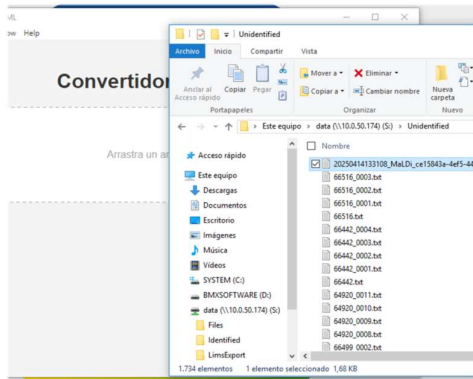 ML
ow Help
Convertidor
Arrastra un ar
Unidentified
Archivo Inicio Compartir Vista
Anclar al Acceso rápido
Copiar
Pegar
Mover a
Copiar a
Eliminar
Cambiar nombre
Nueva carpeta
Portapapeles
Organizar
Nuevo
Este equipo > data (\\10.0.50.174) (S:) > Unidentified
Acceso rápido
Este equipo
Descargas
Documentos
Escritorio
Imágenes
Música
Vídeos
SYSTEM (C:)
BMXSOFTWARE (D:)
data (\\10.0.50.174) (S:)
Files
Identified
LimsExport
Nombre
20250414133108_MaLDi_ce15843a-4ef5-44
66516_0003.txt
66516_0002.txt
66516_0001.txt
66516.txt
66442_0004.txt
66442_0003.txt
66442_0002.txt
66442_0001.txt
66442.txt
64920_0011.txt
64920_0010.txt
64920_0009.txt
64920_0008.txt
66499_0002.txt
1.734 elementos
1 elemento seleccionado 1,68 KB